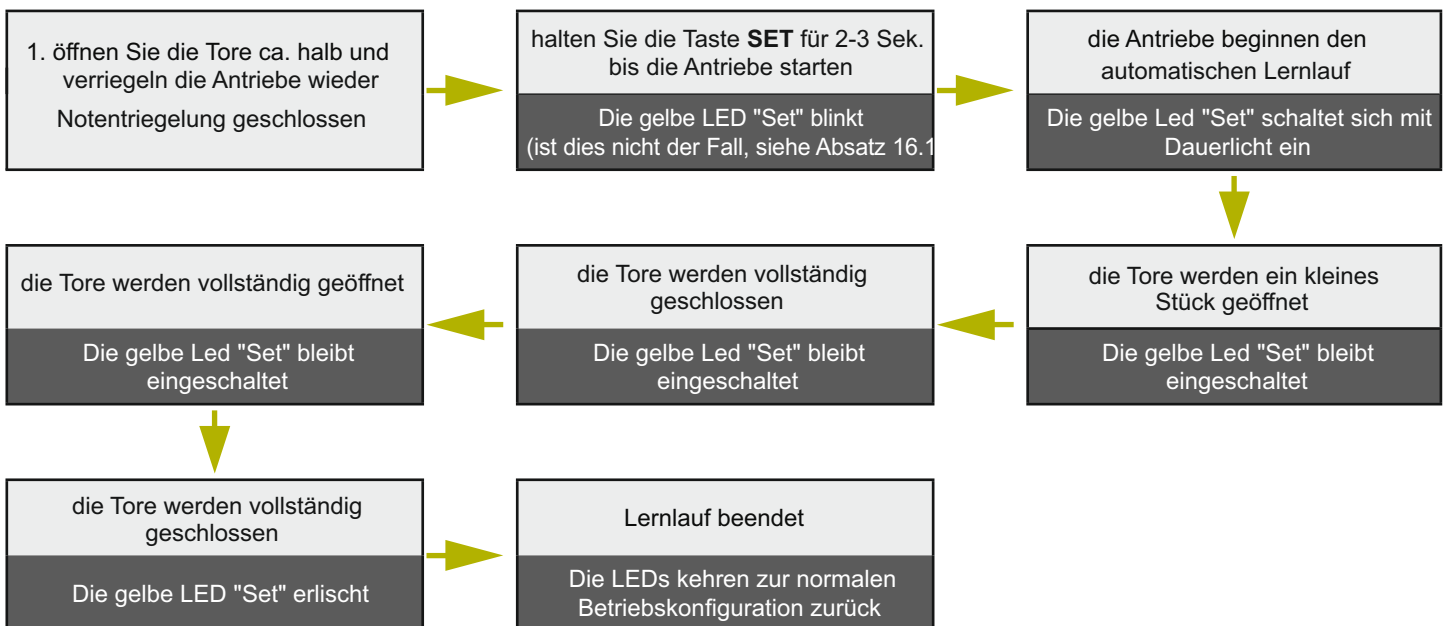 1. öffnen Sie die Tore ca. halb und
verriegeln die Antriebe wieder
Notentriegelung geschlossen
halten Sie die Taste SET für 2-3 Sek.
bis die Antriebe starten
Die gelbe LED "Set" blinkt
(ist dies nicht der Fall, siehe Absatz 16.1
die Antriebe beginnen den
automatischen Lernlauf
Die gelbe Led "Set" schaltet sich mit
Dauerlicht ein
die Tore werden ein kleines
Stück geöffnet
Die gelbe Led "Set" bleibt
eingeschaltet
die Tore werden vollständig
geschlossen
Die gelbe Led "Set" bleibt
eingeschaltet
die Tore werden vollständig geöffnet
Die gelbe Led "Set" bleibt
eingeschaltet
die Tore werden vollständig
geschlossen
Die gelbe LED "Set" erlischt
Lernlauf beendet
Die LEDs kehren zur normalen
Betriebskonfiguration zurück